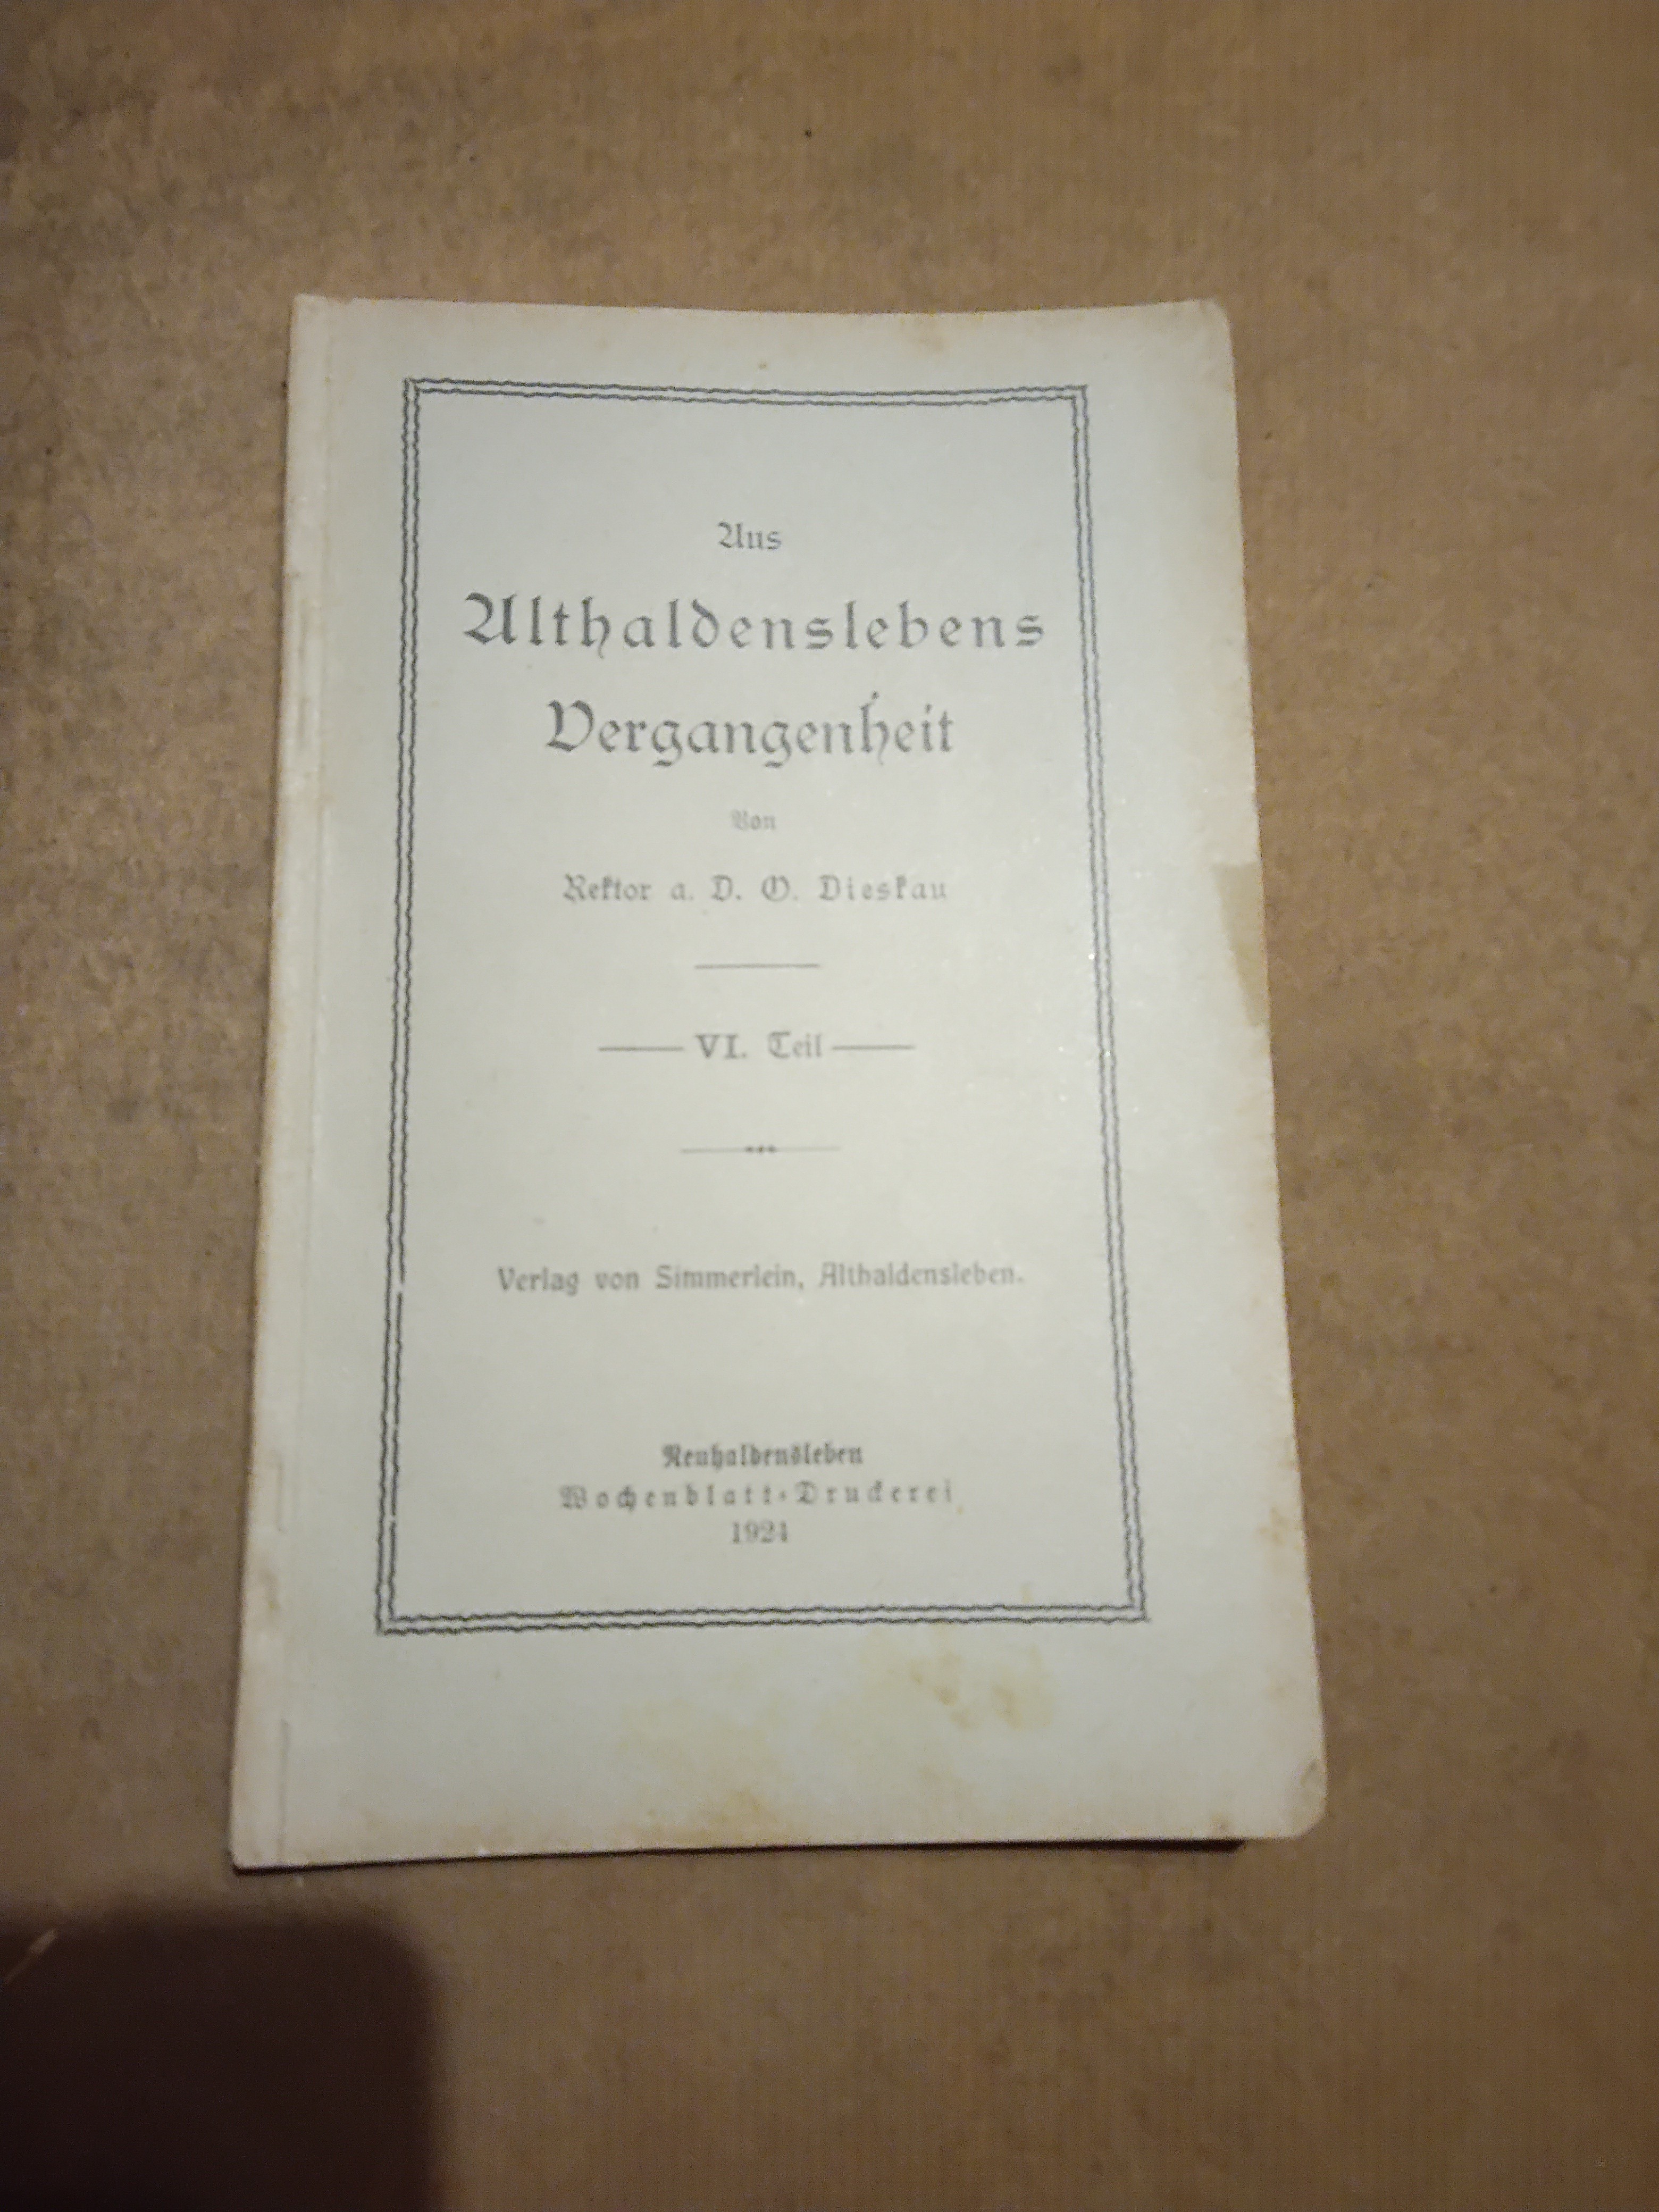 Aus
Althaldenslebens
Vergangenheit
Von
Rektor a. D. O. Dieskau
VI. Teil
Verlag von Simmerlein, Althaldensleben.
Neuhaldensleben
Wochenblatt-Druckerei
1924